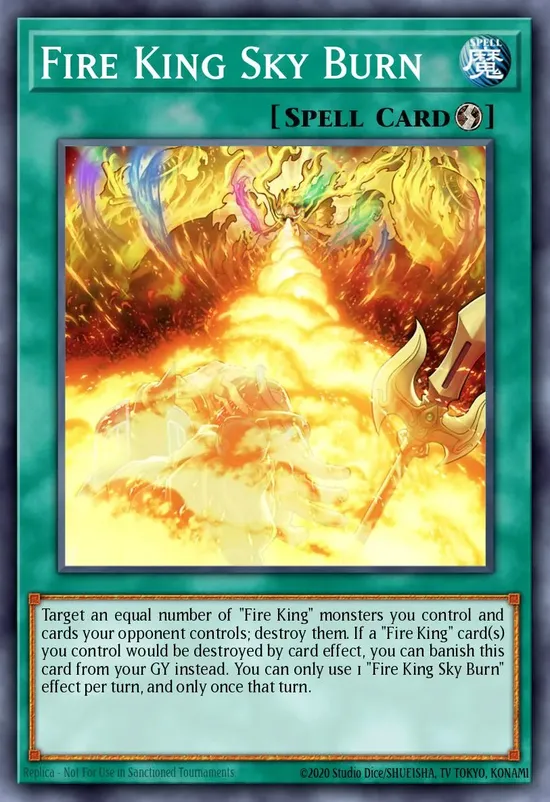 FIRE KING SKY BURN
SPELL
魔
[SPELL CARD]
Target an equal number of "Fire King" monsters you control and
cards your opponent controls; destroy them. If a "Fire King" card(s)
you control would be destroyed by card effect, you can banish this
card from your GY instead. You can only use 1 "Fire King Sky Burn"
effect per turn, and only once that turn.
Replica - Not For Use in Sanctioned Tournaments
©2020 Studio Dice/SHUEISHA, TV TOKYO, KONAMI